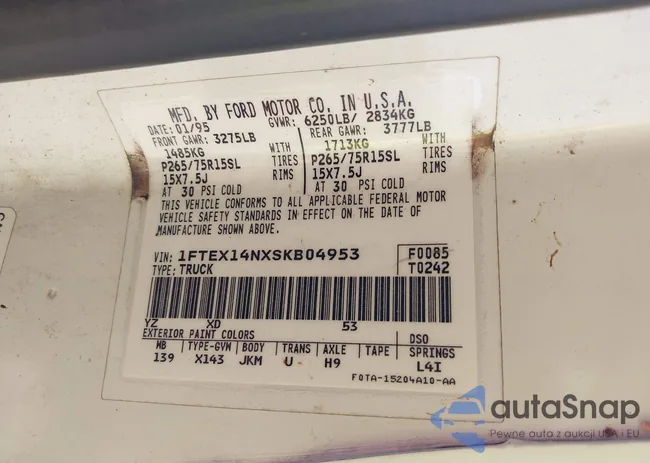 MFD. BY FORD MOTOR CO. IN U.S.A.
DATE: 01/95 GVWR: 6250LB/ 2834KG
FRONT GAWR: 3275LB REAR GAWR: 3777LB
1485KG WITH 1713KG WITH
P265/75R15SL TIRES P265/75R15SL TIRES
15X7.5J RIMS 15X7.5J RIMS
AT 30 PSI COLD AT 30 PSI COLD
THIS VEHICLE CONFORMS TO ALL APPLICABLE FEDERAL MOTOR
VEHICLE SAFETY STANDARDS IN EFFECT ON THE DATE OF
MANUFACTURE SHOWN ABOVE.
VIN: 1FTEX14NXSKB04953 F0085
TYPE: TRUCK T0242
YZ XD 53
EXTERIOR PAINT COLORS DSO
WB TYPE-GVW BODY TRANS AXLE TAPE SPRINGS
139 X143 JKM U H9 L4I
F0TA-15204A10-AA
autaSnap
Pewne auta z aukcji USA i EU